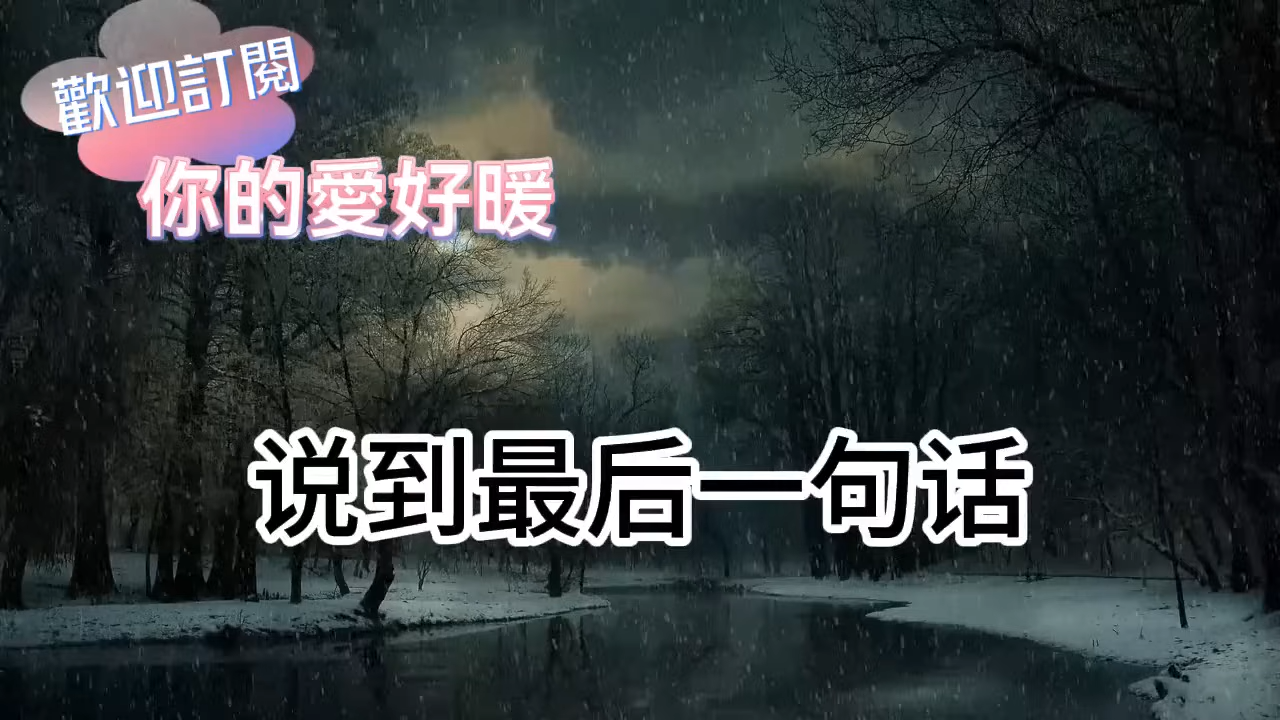 歡迎訂閱
你的愛好暖
说到最后一句话